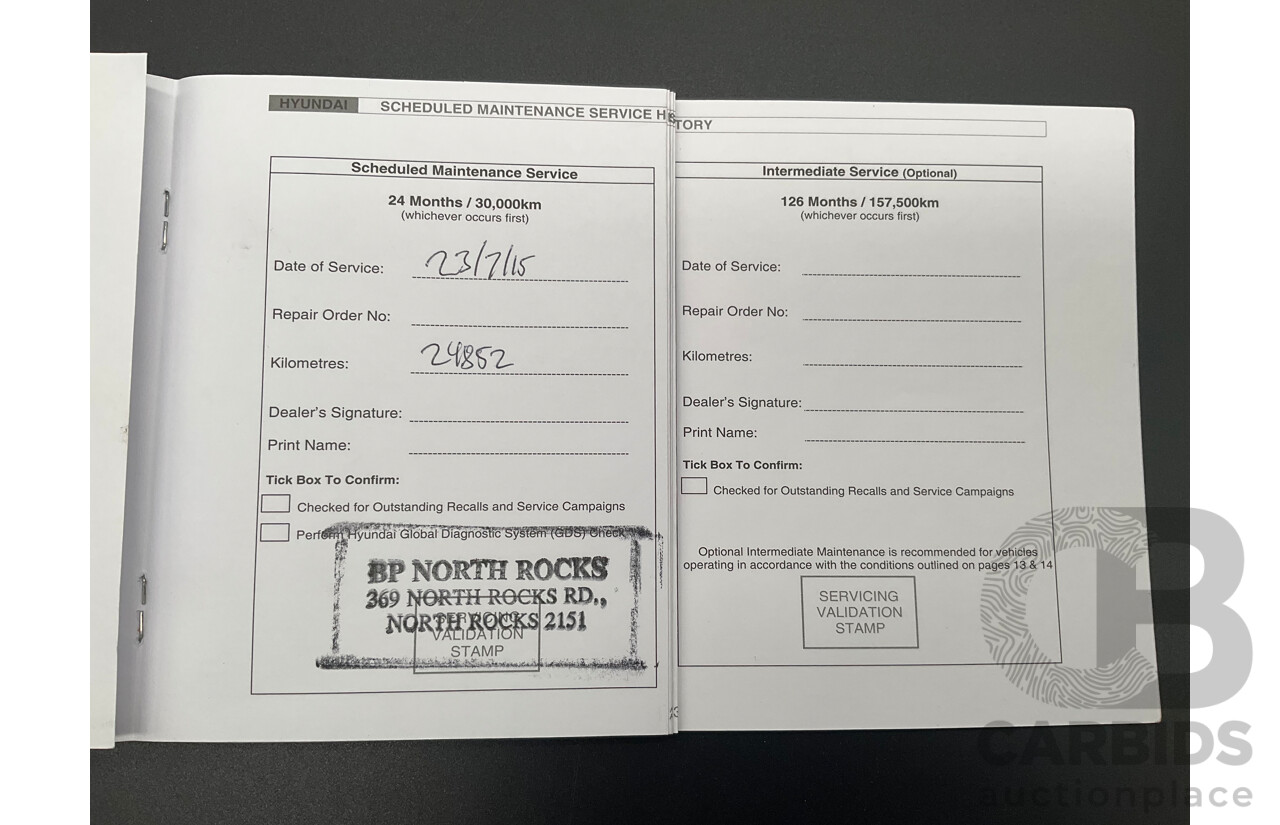 HYUNDAI SCHEDULED MAINTENANCE SERVICE HIS
Scheduled Maintenance Service
24 Months / 30,000km
(whichever occurs first)
Date of Service: 23/7/15
Repair Order No:
Kilometres: 24852
Dealer's Signature:
Print Name:
Tick Box To Confirm:
Checked for Outstanding Recalls and Service Campaigns
Perform Hyundai Global Diagnostic System (GDS) Check
BP NORTH ROCKS
369 NORTH ROCKS RD.,
NORTH ROCKS 2151
SERVICING
VALIDATION
STAMP
TORY
Intermediate Service (Optional)
126 Months / 157,500km
(whichever occurs first)
Date of Service:
Repair Order No:
Kilometres:
Dealer's Signature:
Print Name:
Tick Box To Confirm:
Checked for Outstanding Recalls and Service Campaigns
Optional Intermediate Maintenance is recommended for vehicles
operating in accordance with the conditions outlined on pages 13 & 14
SERVICING
VALIDATION
STAMP
CB
CARBIDS
auctionplace